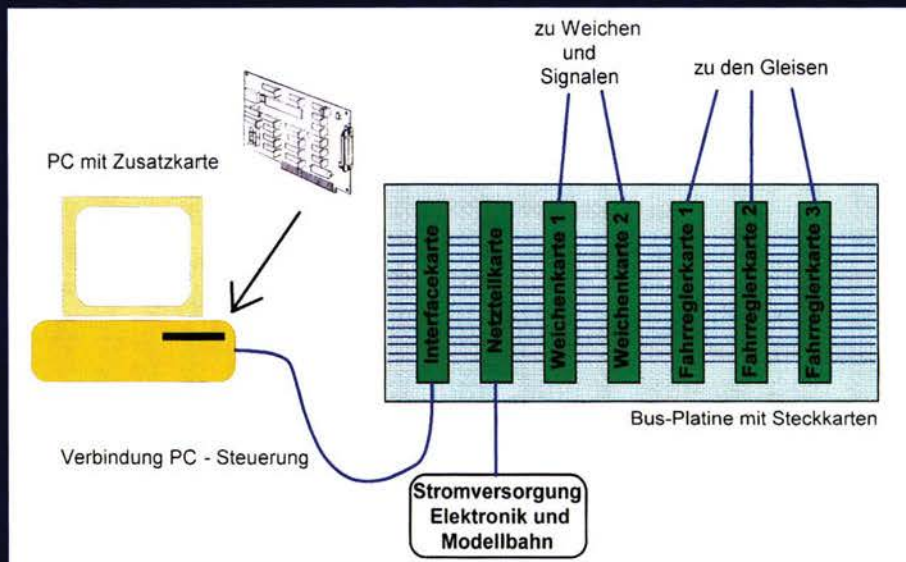 zu Weichen
und
Signalen
zu den Gleisen
PC mit Zusatzkarte
Interfacekarte
Netzteilkarte
Weichenkarte 1
Weichenkarte 2
Fahrreglerkarte 1
Fahrreglerkarte 2
Fahrreglerkarte 3
Bus-Platine mit Steckkarten
Verbindung PC - Steuerung
Stromversorgung
Elektronik und
Modellbahn